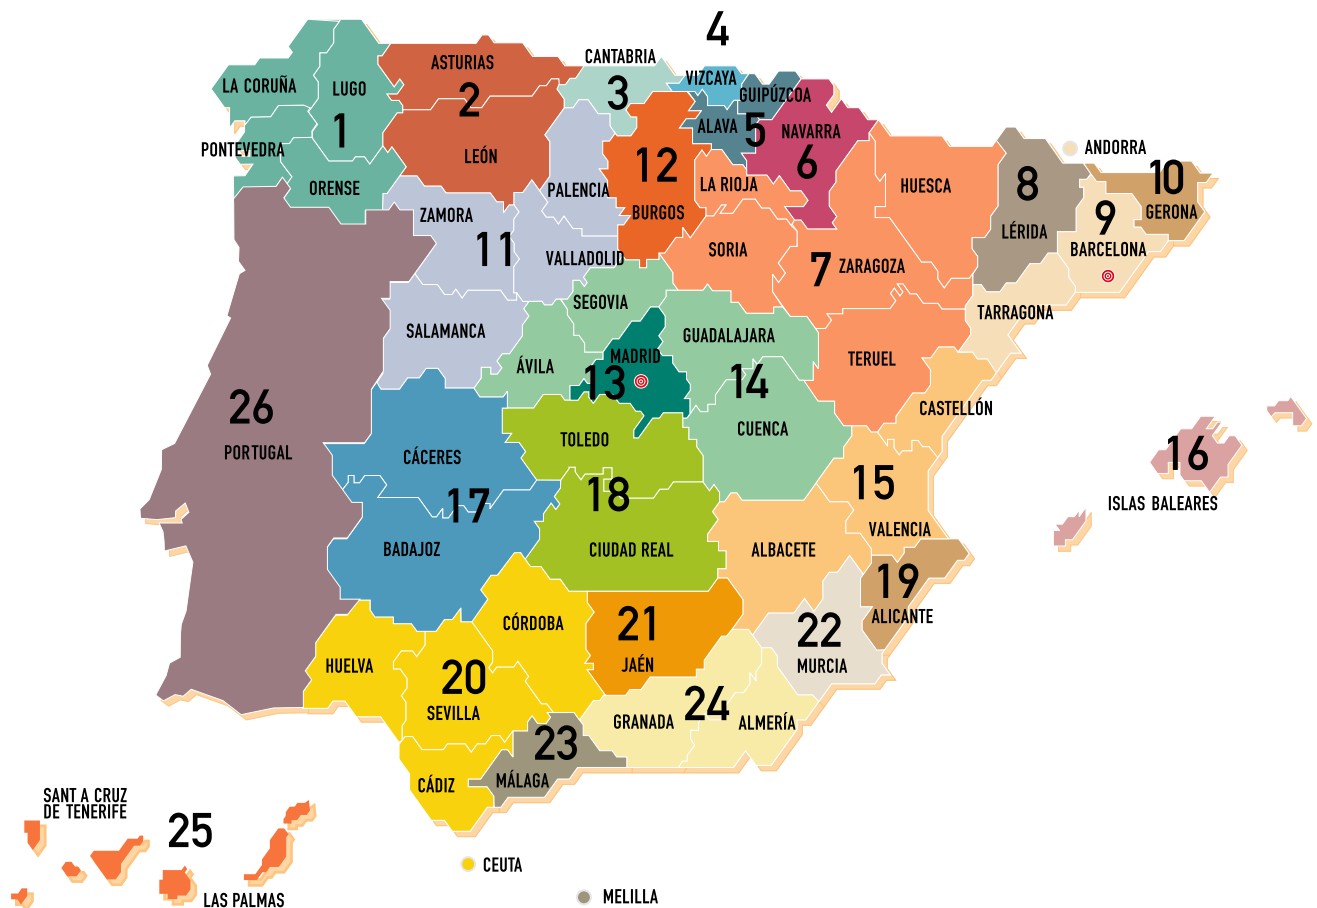 4
CANTABRIA
ASTURIAS
VIZCAYA
LA CORUÑA
LUGO
2
3
GUIPÚZCOA
1
ALAVA
5
NAVARRA
PONTEVEDRA
LEÓN
12
6
ANDORRA
ORENSE
PALENCIA
LA RIOJA
HUESCA
8
10
ZAMORA
BURGOS
9
GERONA
LÉRIDA
11
VALLADOLID
SORIA
7
ZARAGOZA
BARCELONA
SEGOVIA
TARRAGONA
SALAMANCA
GUADALAJARA
ÁVILA
MADRID
TERUEL
13
14
26
CASTELLÓN
PORTUGAL
CÁCERES
TOLEDO
CUENCA
16
ISLAS BALEARES
17
18
15
BADAJOZ
CIUDAD REAL
ALBACETE
VALENCIA
19
ALICANTE
CÓRDOBA
21
22
HUELVA
JAÉN
MURCIA
20
SEVILLA
GRANADA
24
ALMERÍA
23
CÁDIZ
MÁLAGA
SANT A CRUZ
DE TENERIFE
25
LAS PALMAS
CEUTA
MELILLA